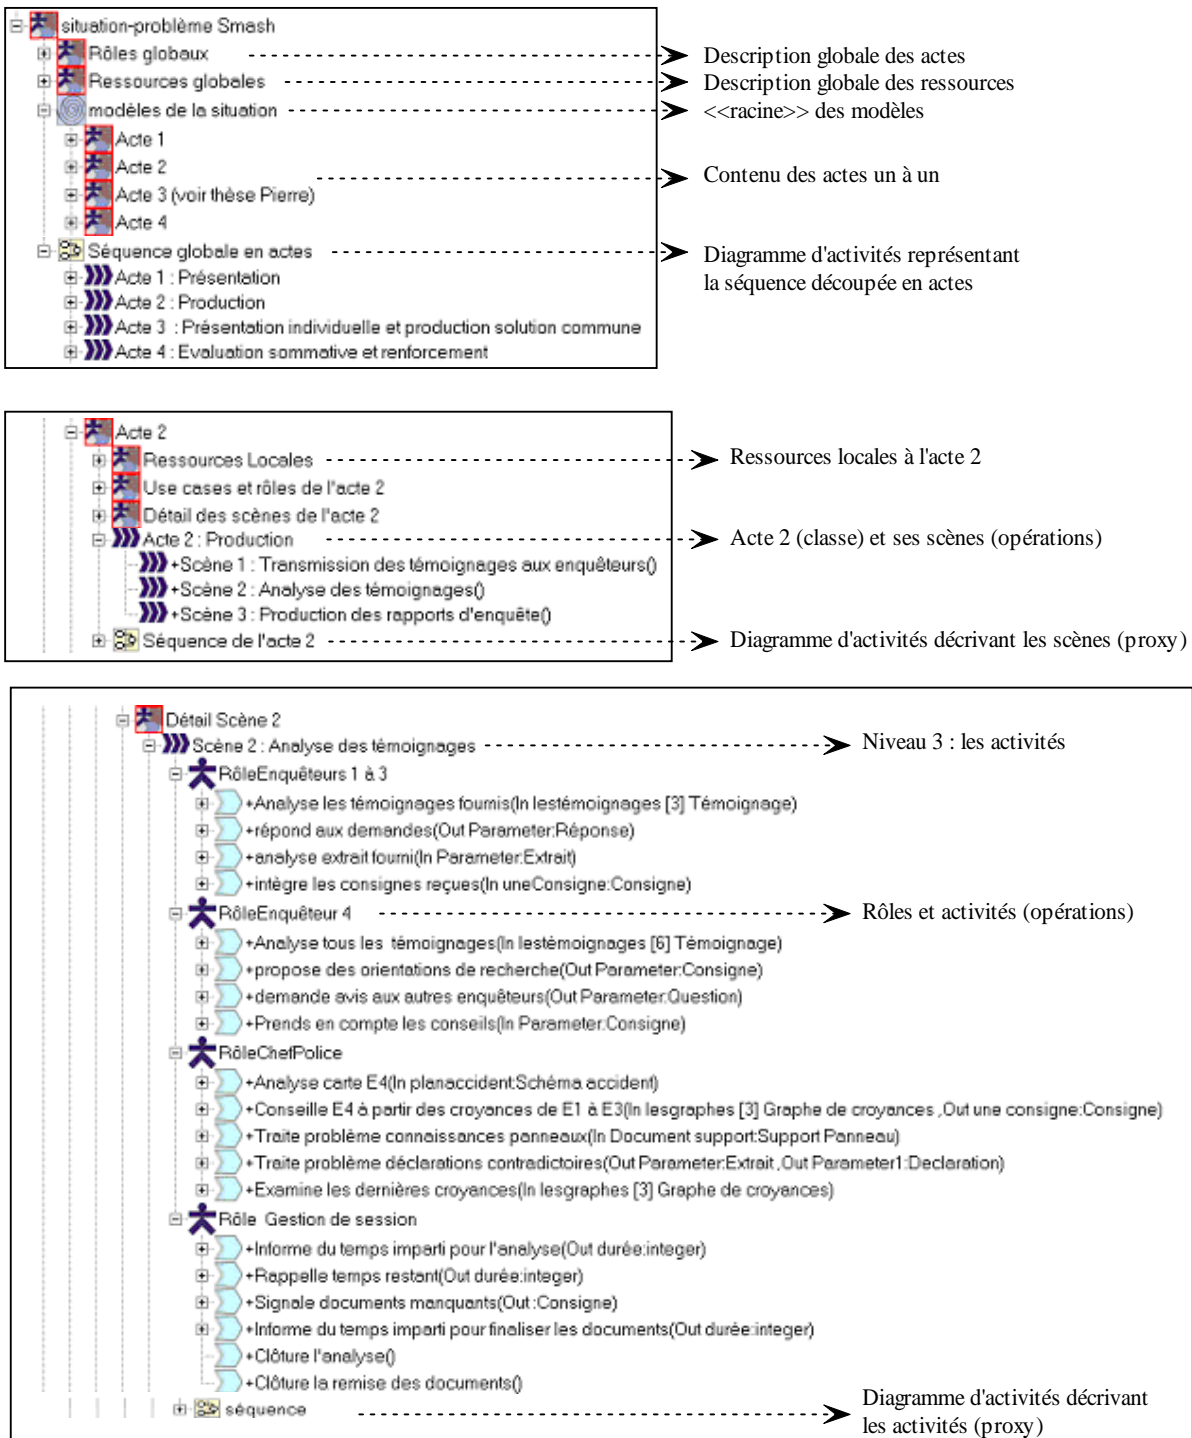 situation-problème Smash
Rôles globaux
Description globale des actes
Ressources globales
Description globale des ressources
modèles de la situation
<<racine>> des modèles
Acte 1
Acte 2
Acte 3 (voir thèse Pierre)
Contenu des actes un à un
Acte 4
Séquence globale en actes
Diagramme d'activités représentant
la séquence découpée en actes
Acte 1 : Présentation
Acte 2 : Production
Acte 3 : Présentation individuelle et production solution commune
Acte 4 : Evaluation sommative et renforcement
Acte 2
Ressources Locales
Ressources locales à l'acte 2
Use cases et rôles de l'acte 2
Détail des scènes de l'acte 2
Acte 2 : Production
Acte 2 (classe) et ses scènes (opérations)
+Scène 1 : Transmission des témoignages aux enquêteurs()
+Scène 2 : Analyse des témoignages()
+Scène 3 : Production des rapports d'enquête()
Séquence de l'acte 2
Diagramme d'activités décrivant les scènes (proxy)
Détail Scène 2
Scène 2 : Analyse des témoignages
Niveau 3 : les activités
RôleEnquêteurs 1 à 3
+Analyse les témoignages fournis(In lestémoignages [3] Témoignage)
+répond aux demandes(Out Parameter:Réponse)
+analyse extrait fourni(In Parameter:Extrait)
+intègre les consignes reçues(In uneConsigne:Consigne)
RôleEnquêteur 4
Rôles et activités (opérations)
+Analyse tous les témoignages(In lestémoignages [6] Témoignage)
+propose des orientations de recherche(Out Parameter:Consigne)
+demande avis aux autres enquêteurs(Out Parameter:Question)
+Prends en compte les conseils(In Parameter:Consigne)
RôleChefPolice
+Analyse carte E4(In planaccident:Schéma accident)
+Conseille E4 à partir des croyances de E1 à E3(In lesgraphes [3] Graphe de croyances ,Out une consigne:Consigne)
+Traite problème connaissances panneaux(In Document support:Support Panneau)
+Traite problème déclarations contradictoires(Out Parameter:Extrait ,Out Parameter1:Declaration)
+Examine les dernières croyances(In lesgraphes [3] Graphe de croyances)
Rôle Gestion de session
+Informe du temps imparti pour l'analyse(Out durée:integer)
+Rappelle temps restant(Out durée:integer)
+Signale documents manquants(Out :Consigne)
+Informe du temps imparti pour finaliser les documents(Out durée:integer)
+Clôture l'analyse()
+Clôture la remise des documents()
séquence
Diagramme d'activités décrivant
les activités (proxy)